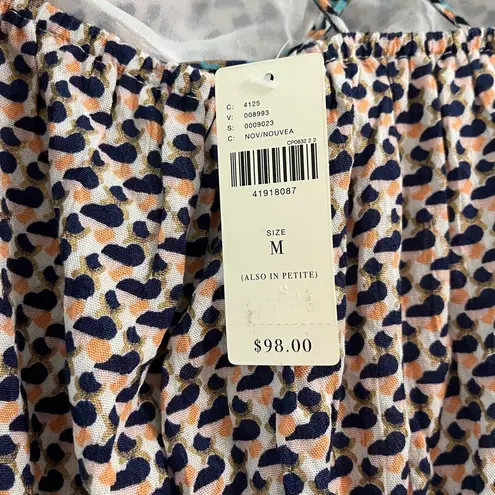 C: 4125
V: 008993
S: 0009023
C: NOV/NOUVEA
CP0832 2 2
41918087
SIZE
M
(ALSO IN PETITE)
$98.00